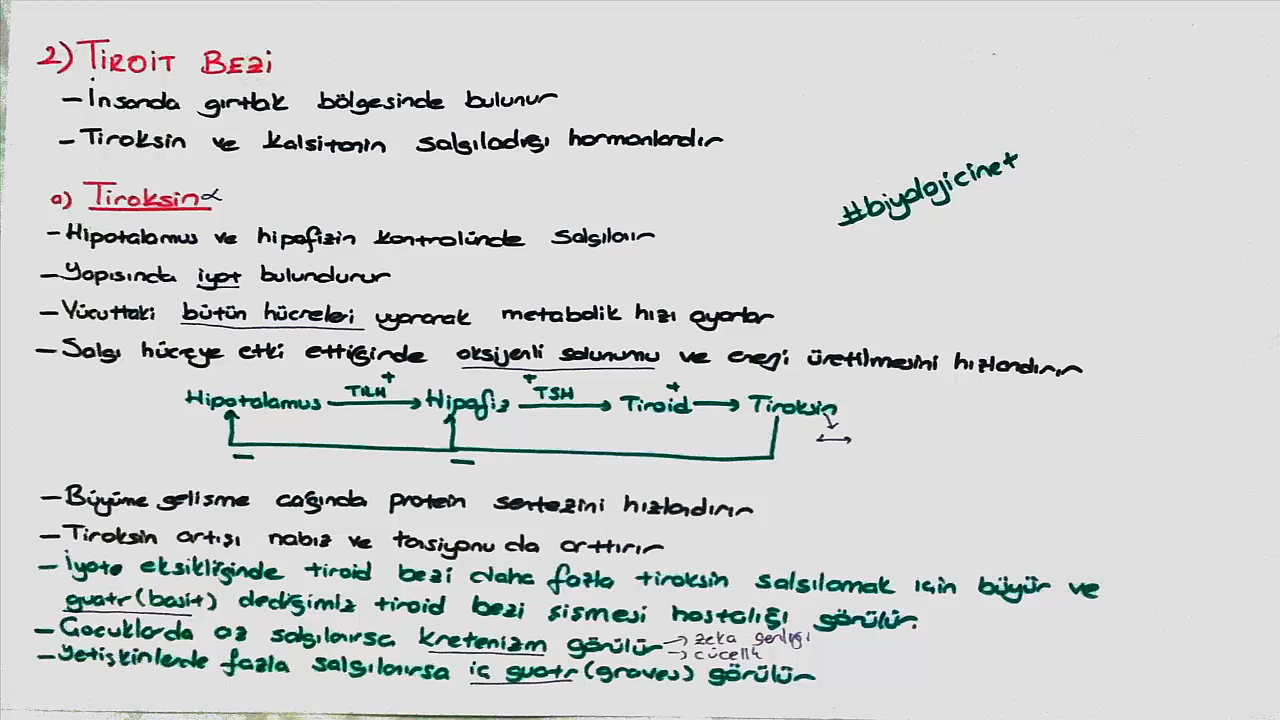 2) TİROİT BEZİ
- İnsanda gırtlak bölgesinde bulunur
- Tiroksin ve kalsitonin salgıladığı hormonlardır
#biyolojicinet
a) Tiroksin
- Hipotalamus ve hipofizin kontrolünde salgılanır
- Yapısında iyot bulundurur
- Vücuttaki bütün hücreleri uyararak metabolik hızı ayarlar
- Salgı hücreye etki ettiğinde oksijenli solunumu ve enerji üretilmesini hızlandırır
Hipotalamus TRH + Hipofiz + TSH Tiroid + Tiroksin
- -
- Büyüme gelişme çağında protein sentezini hızlandırır
- Tiroksin artışı nabız ve tansiyonu da arttırır
- İyot eksikliğinde tiroid bezi daha fazla tiroksin salgılamak için büyür ve
guatr (basit) dediğimiz tiroid bezi şişmesi hastalığı görülür.
- Çocuklarda az salgılanırsa kretenizm görülür → zeka geriliği
→ cücelik
- Yetişkinlerde fazla salgılanırsa iç guatr (graves) görülür